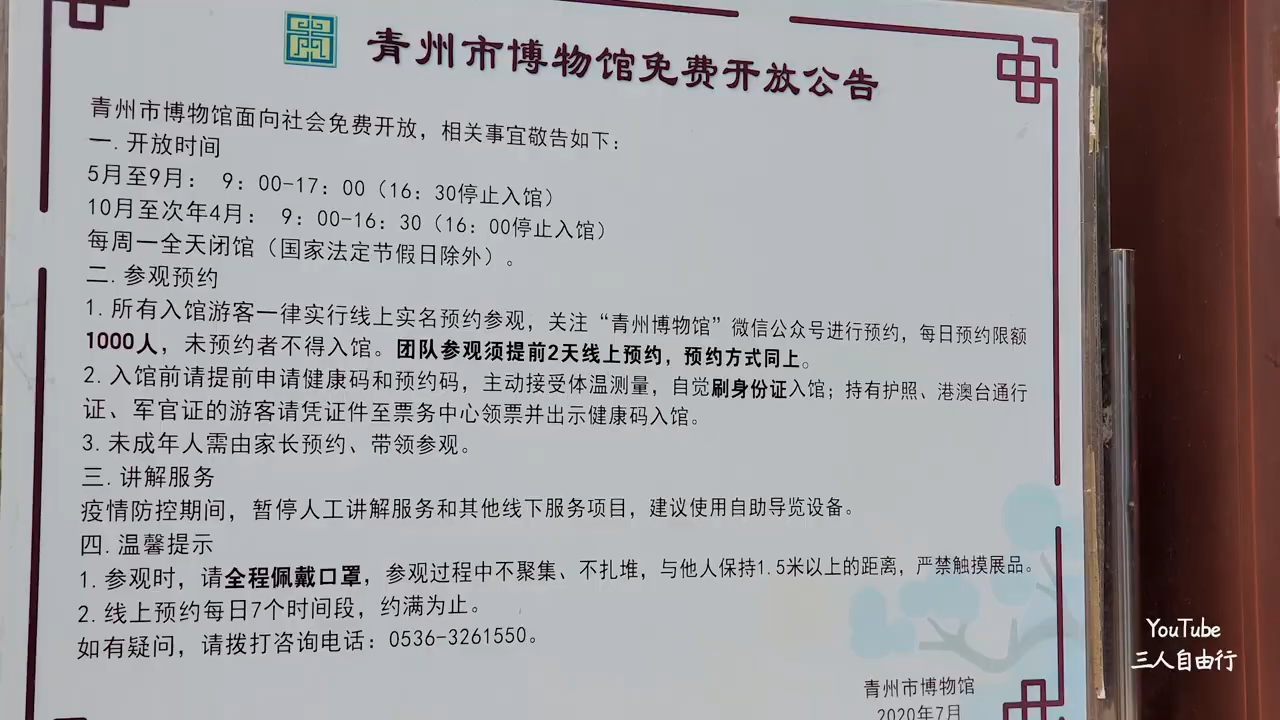 青州市博物馆免费开放公告
青州市博物馆面向社会免费开放，相关事宜敬告如下：
一.开放时间
5月至9月： 9：00-17：00（16：30停止入馆）
10月至次年4月： 9：00-16：30（16：00停止入馆）
每周一全天闭馆（国家法定节假日除外）。
二.参观预约
1.所有入馆游客一律实行线上实名预约参观，关注“青州博物馆”微信公众号进行预约，每日预约限额
1000人，未预约者不得入馆。团队参观须提前2天线上预约，预约方式同上。
2.入馆前请提前申请健康码和预约码，主动接受体温测量，自觉刷身份证入馆；持有护照、港澳台通行
证、军官证的游客请凭证件至票务中心领票并出示健康码入馆。
3.未成年人需由家长预约、带领参观。
三.讲解服务
疫情防控期间，暂停人工讲解服务和其他线下服务项目，建议使用自助导览设备。
四.温馨提示
1.参观时，请全程佩戴口罩，参观过程中不聚集、不扎堆，与他人保持1.5米以上的距离，严禁触摸展品。
2.线上预约每日7个时间段，约满为止。
如有疑问，请拨打咨询电话：0536-3261550。
青州市博物馆
2020年7月
YouTube
三人自由行